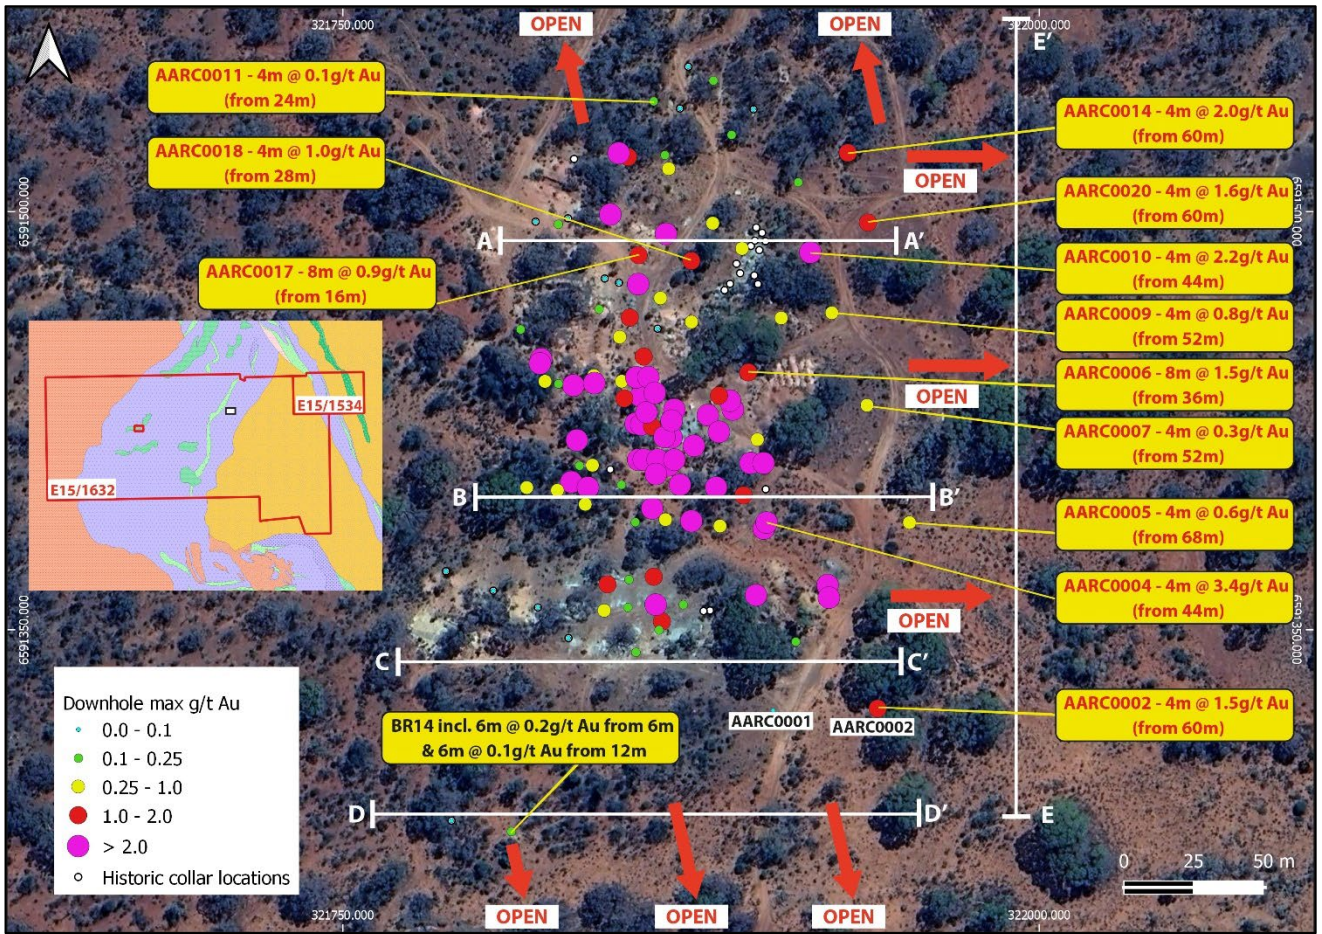 OPEN
OPEN
321750.000
322000.000
E'
AARC0011 - 4m @ 0.1g/t Au
(from 24m)
AARC0018 - 4m @ 1.0g/t Au
(from 28m)
AARC0014 - 4m @ 2.0g/t Au
(from 60m)
OPEN
AARC0020 - 4m @ 1.6g/t Au
(from 60m)
6591500.000
6591500.000
A
A'
AARC0017 - 8m @ 0.9g/t Au
(from 16m)
AARC0010 - 4m @ 2.2g/t Au
(from 44m)
AARC0009 - 4m @ 0.8g/t Au
(from 52m)
OPEN
AARC0006 - 8m @ 1.5g/t Au
(from 36m)
AARC0007 - 4m @ 0.3g/t Au
(from 52m)
E15/1534
E15/1632
B
B'
AARC0005 - 4m @ 0.6g/t Au
(from 68m)
AARC0004 - 4m @ 3.4g/t Au
(from 44m)
OPEN
6591350.000
6591350.000
C
C'
Downhole max g/t Au
0.0 - 0.1
0.1 - 0.25
0.25 - 1.0
1.0 - 2.0
> 2.0
Historic collar locations
BR14 incl. 6m @ 0.2g/t Au from 6m
& 6m @ 0.1g/t Au from 12m
AARC0001
AARC0002
AARC0002 - 4m @ 1.5g/t Au
(from 60m)
D
D'
E
0 25 50 m
321750.000
322000.000
OPEN
OPEN
OPEN